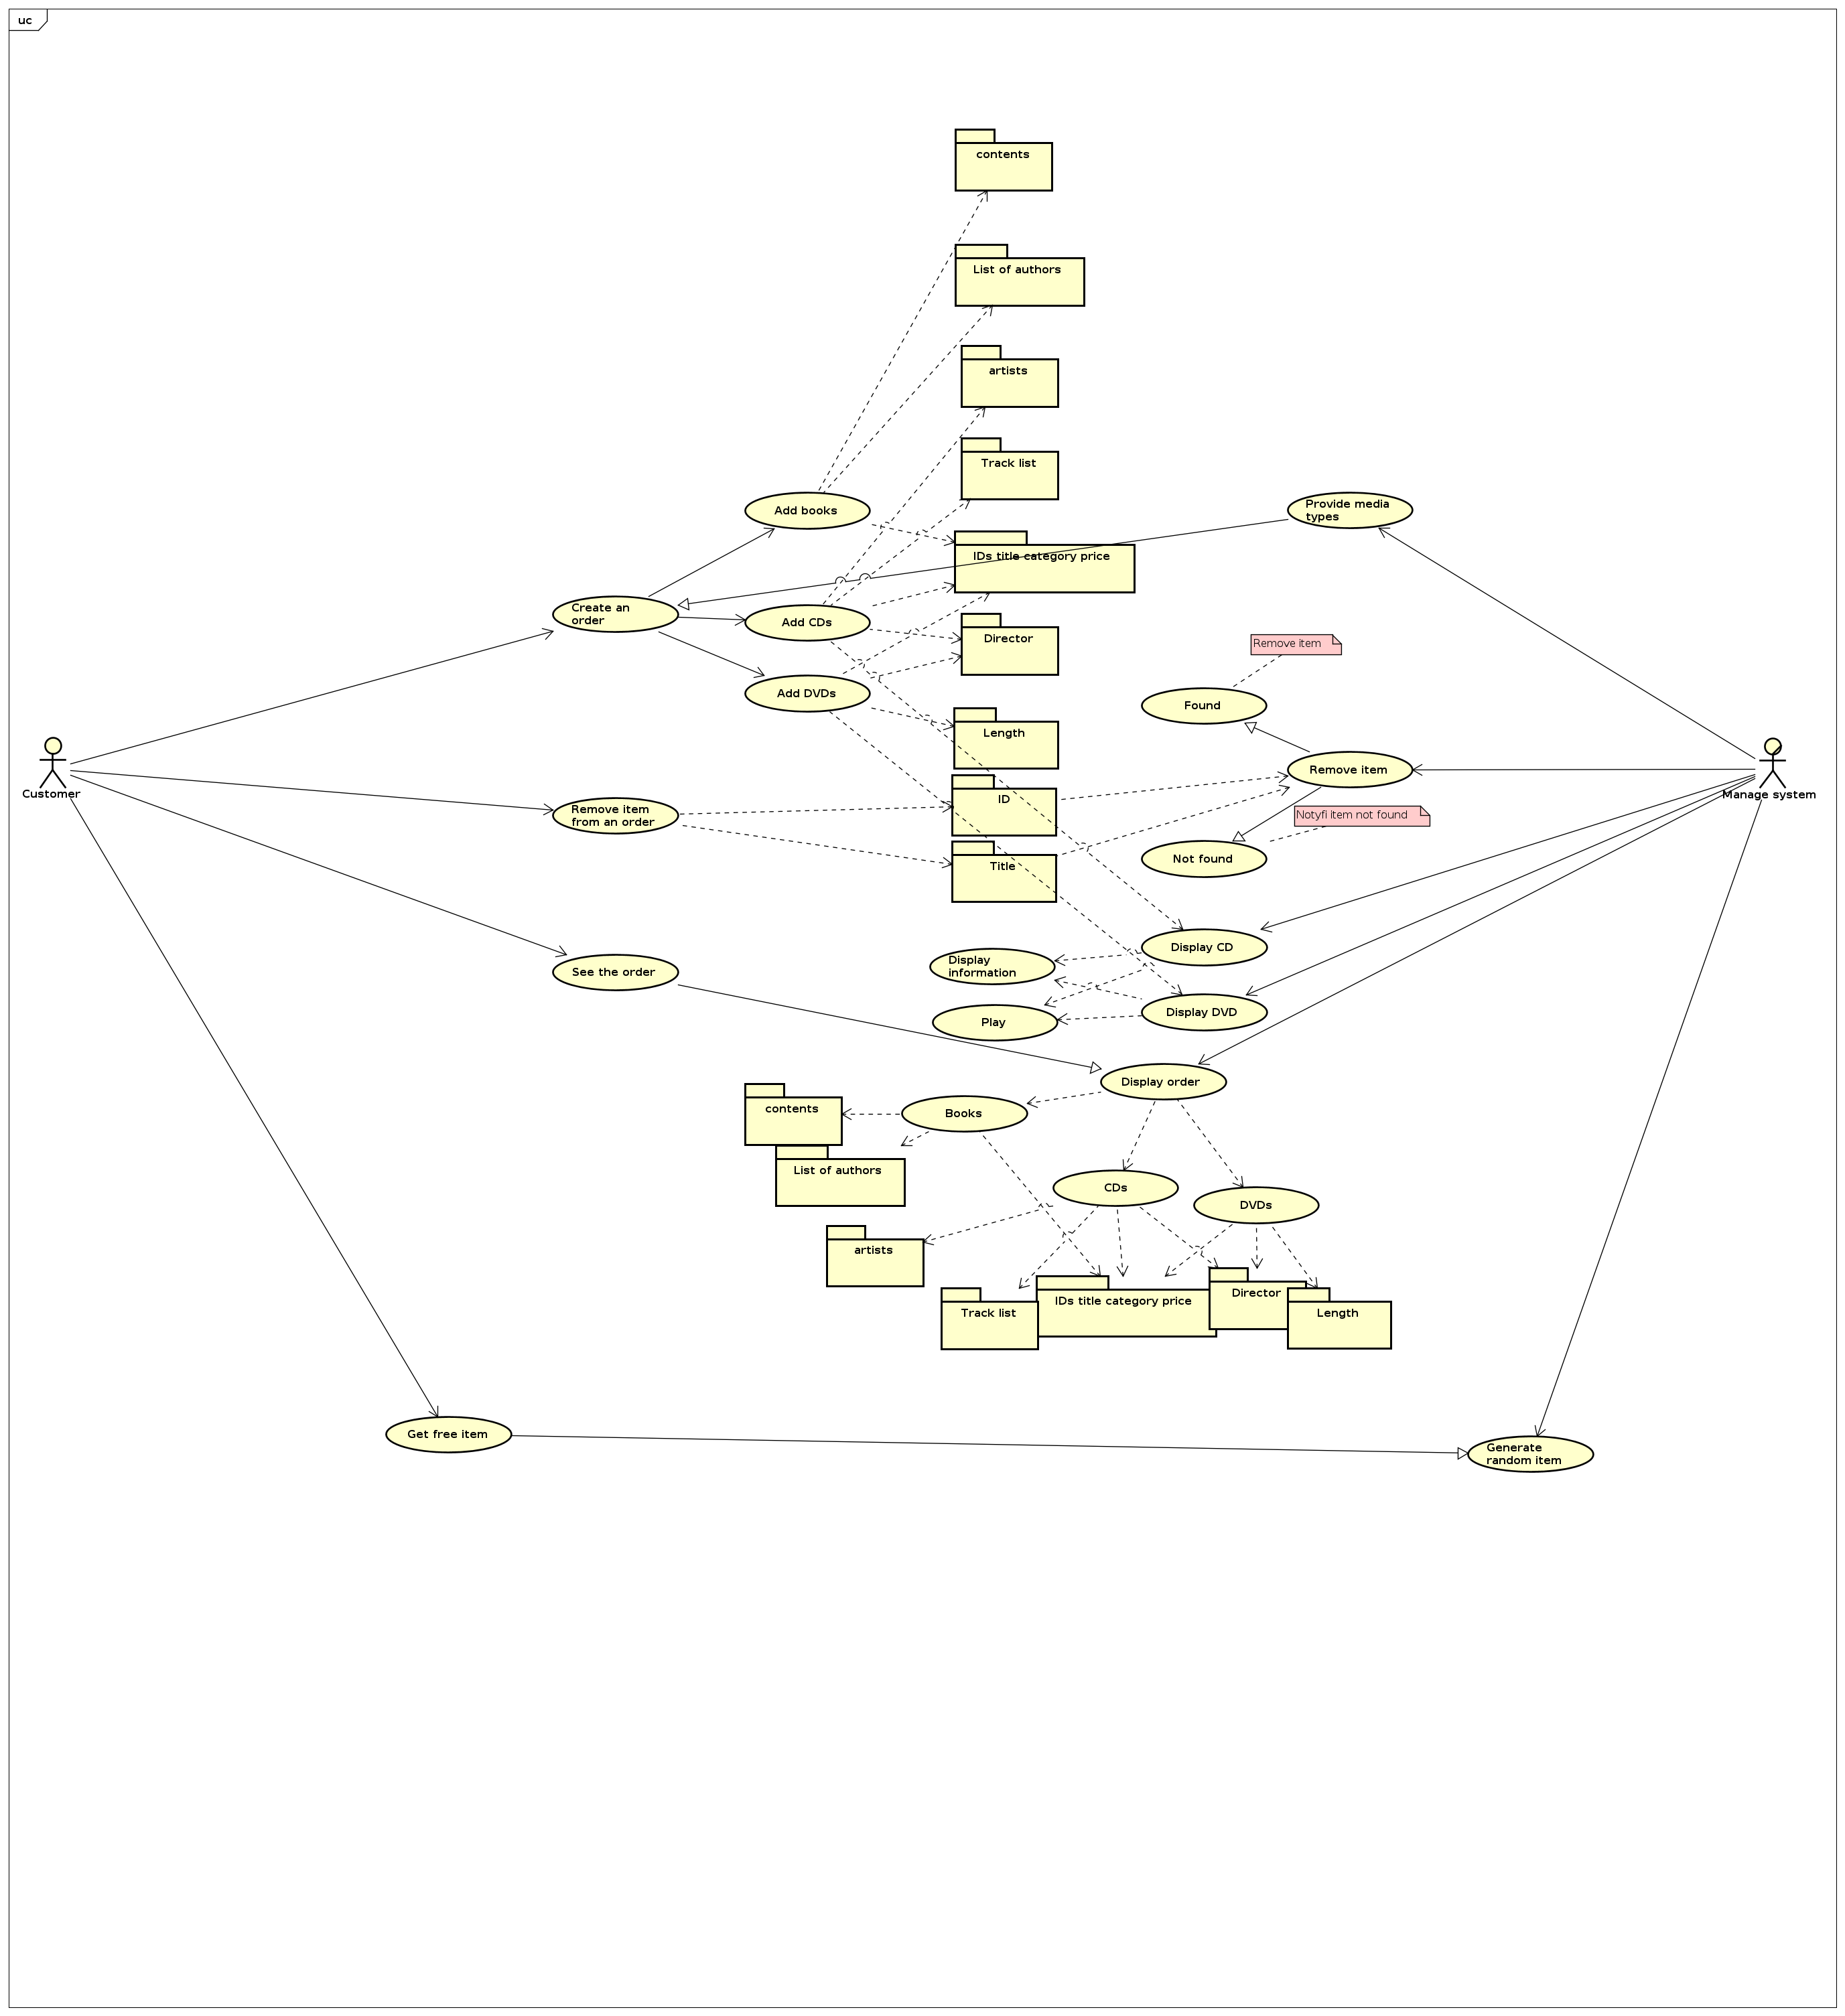 uc
contents
List of authors
artists
Track list
Add books
Provide media
types
IDs title category price
Create an
order
Add CDs
Director
Remove item
Add DVDs
Found
Length
Remove item
Customer
Manage system
ID
Remove item
from an order
Notyfi item not found
Title
Not found
Display CD
Display
information
See the order
Display DVD
Play
Display order
contents
Books
List of authors
CDs
DVDs
artists
Director
IDs title category price
Track list
Length
Get free item
Generate
random item